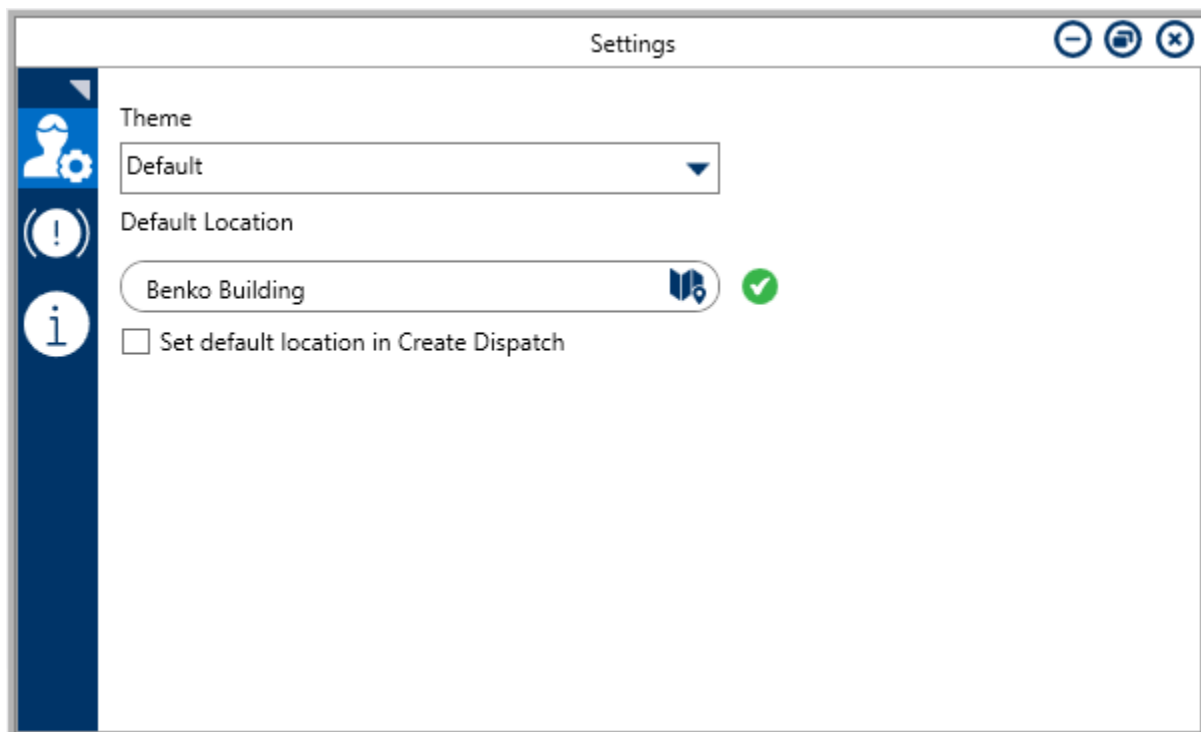 Settings
Theme
Default
Default Location
Benko Building
Set default location in Create Dispatch